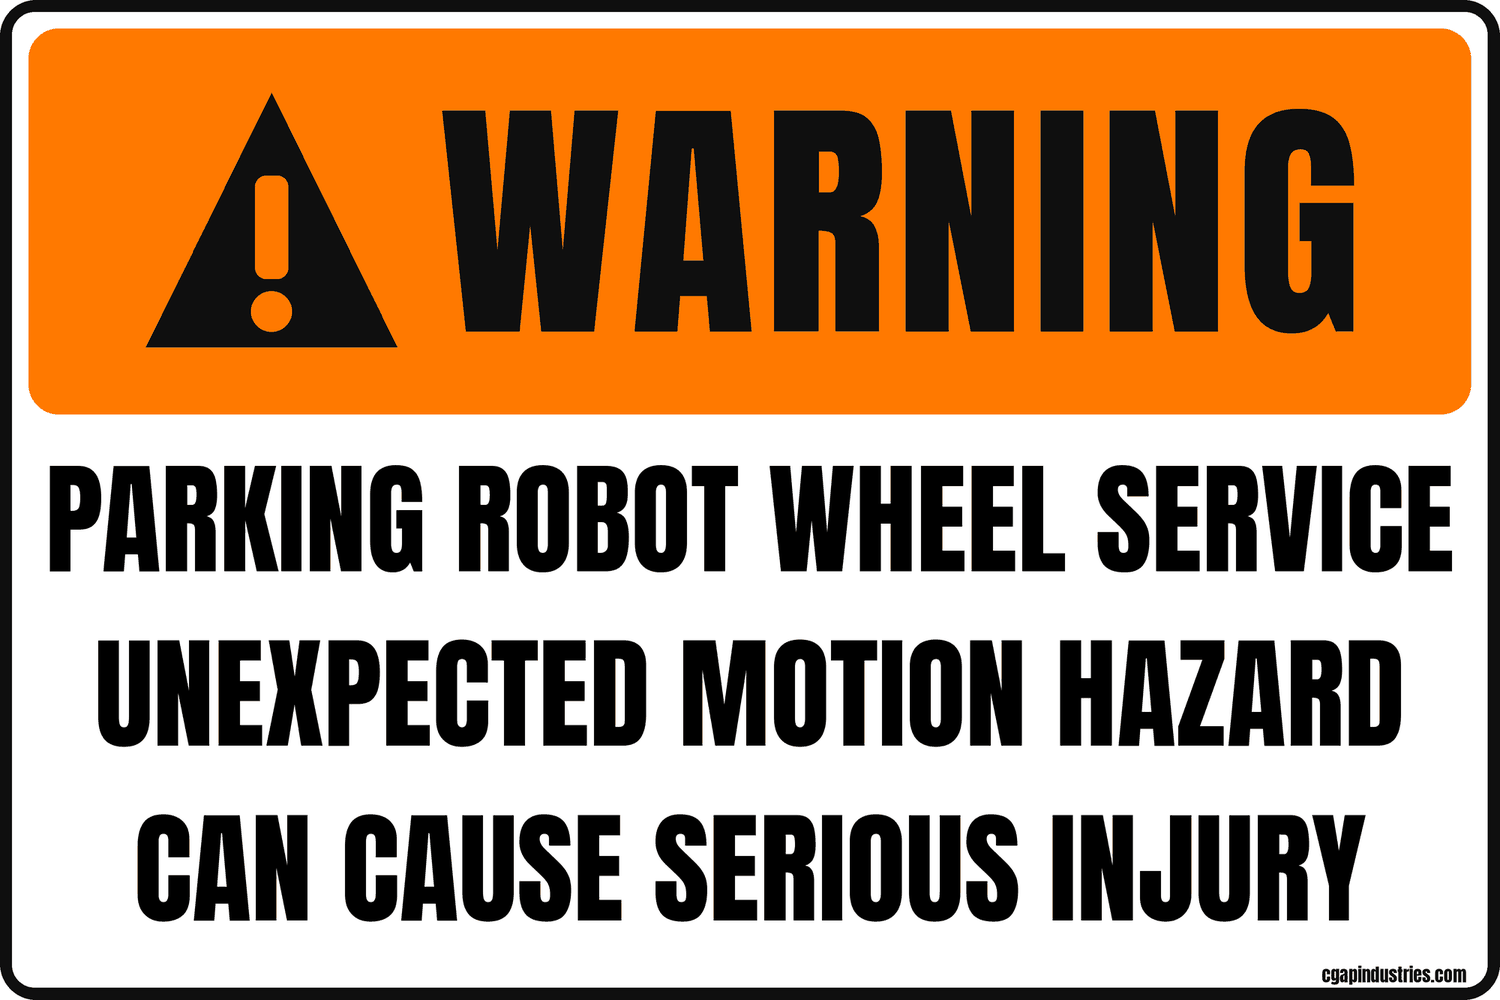 WARNING
PARKING ROBOT WHEEL SERVICE
UNEXPECTED MOTION HAZARD
CAN CAUSE SERIOUS INJURY
cgapindustries.com